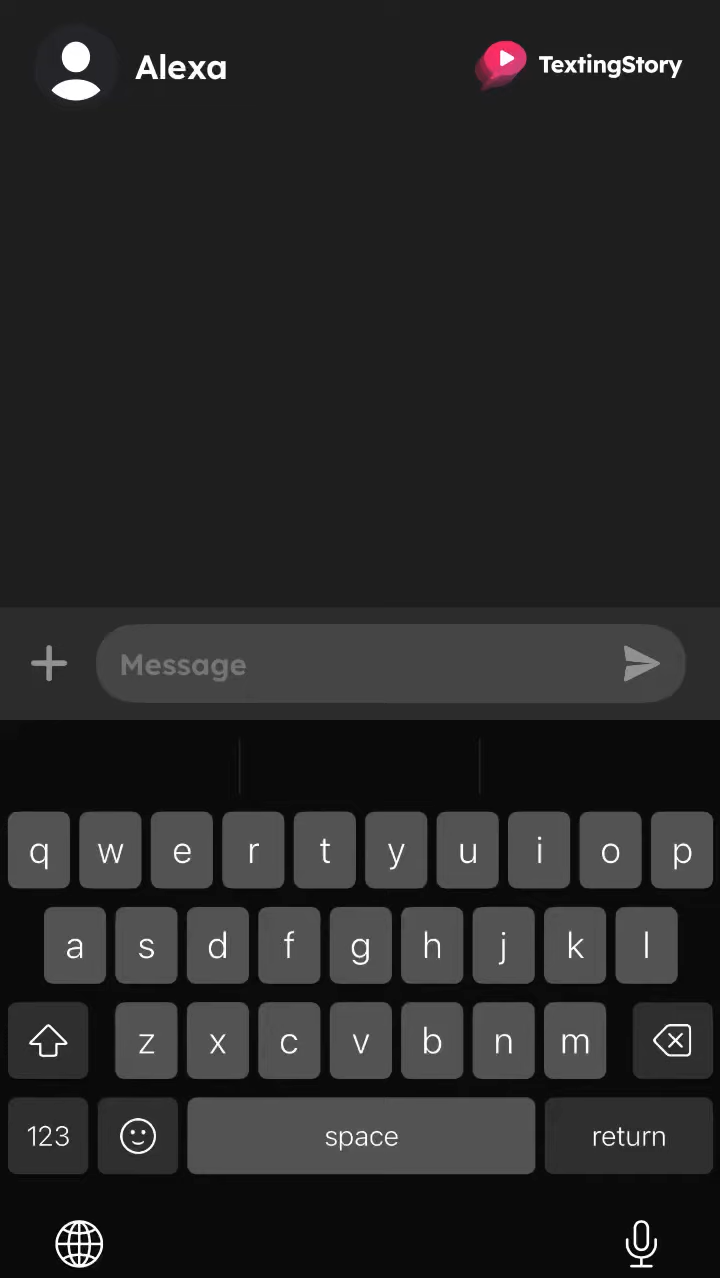 Alexa
TextingStory
Message
q w e r t y u i o p
a s d f g h j k l
z x c v b n m
123 space return